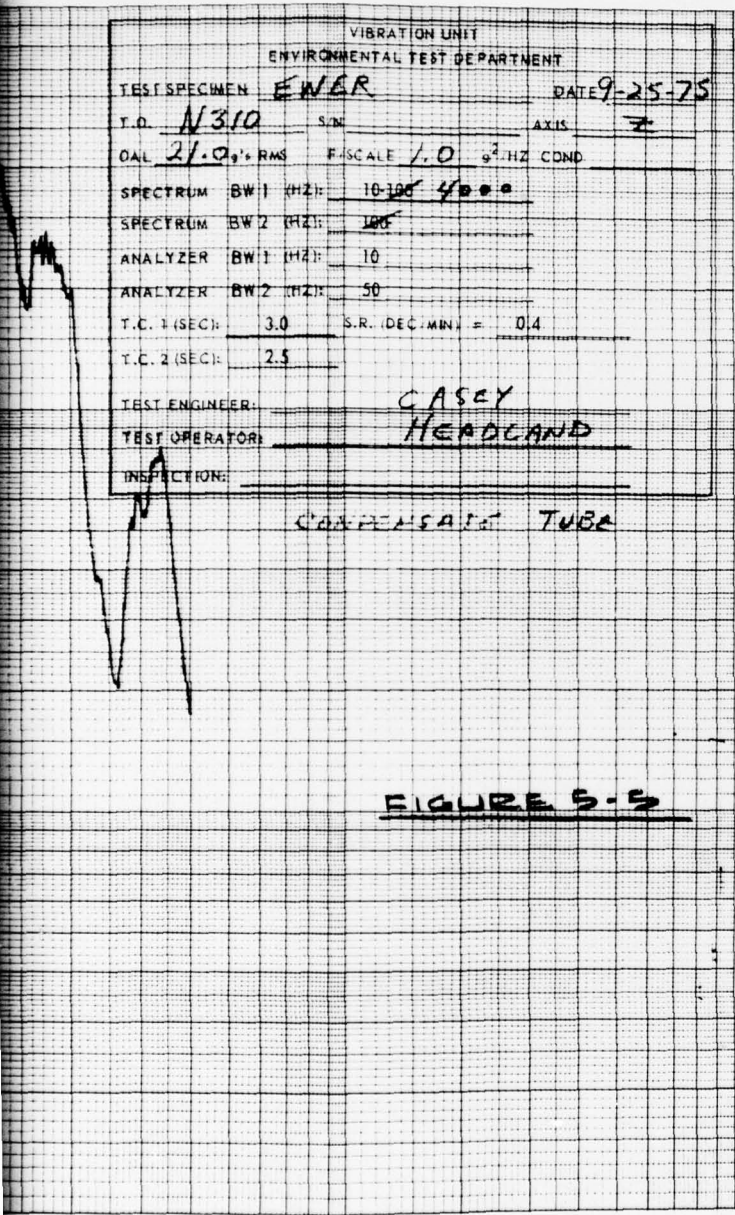 VIBRATION UNIT
ENVIRONMENTAL TEST DEPARTMENT
TEST SPECIMEN EWER DATE 9-25-75
T.O. N310 S/N AXIS Z
OAL 21.0 g's RMS F/SCALE 1.0 g²/HZ COND
SPECTRUM BW 1 (HZ): 10-100 4000
SPECTRUM BW 2 (HZ): 100
ANALYZER BW 1 (HZ): 10
ANALYZER BW 2 (HZ): 50
T.C. 1 (SEC): 3.0 S.R. (DEC/MIN) = 0.4
T.C. 2 (SEC): 2.5
TEST ENGINEER: CASEY
TEST OPERATOR: HEADLAND
INSPECTION:
COMPENSATE TUBE
FIGURE 5-5